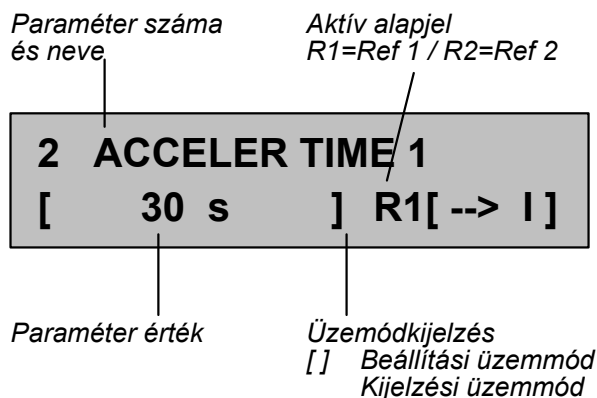 Paraméter száma
és neve
Aktív alapjel
R1=Ref 1 / R2=Ref 2
2 ACCELER TIME 1
[ 30 s ] R1[ --> I ]
Paraméter érték
Üzemódkijelzés
[ ] Beállítási üzemmód
Kijelzési üzemmód